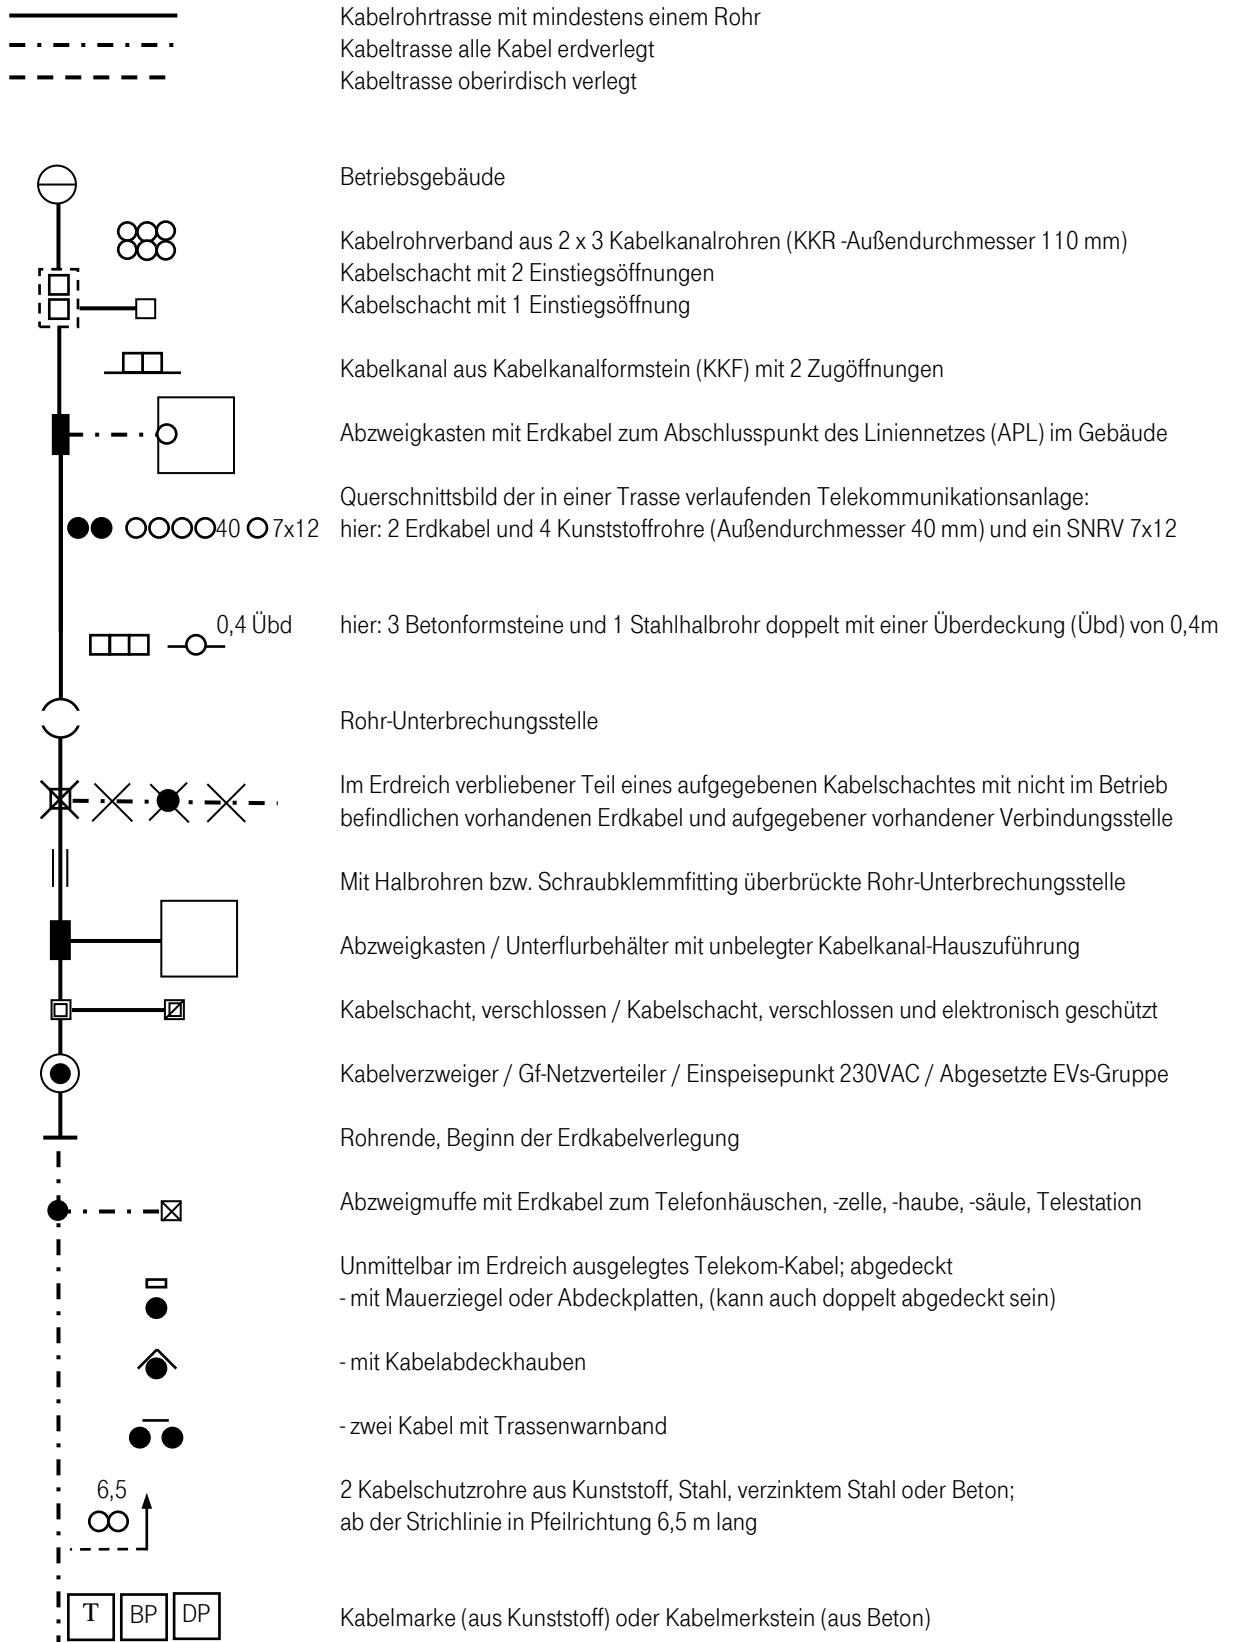 Kabelrohrtrasse mit mindestens einem Rohr
Kabeltrasse alle Kabel erdverlegt
Kabeltrasse oberirdisch verlegt
Betriebsgebäude
Kabelrohrverband aus 2 x 3 Kabelkanalrohren (KKR -Außendurchmesser 110 mm)
Kabelschacht mit 2 Einstiegsöffnungen
Kabelschacht mit 1 Einstiegsöffnung
Kabelkanal aus Kabelkanalformstein (KKF) mit 2 Zugöffnungen
Abzweigkasten mit Erdkabel zum Abschlusspunkt des Liniennetzes (APL) im Gebäude
Querschnittsbild der in einer Trasse verlaufenden Telekommunikationsanlage:
40 7x12 hier: 2 Erdkabel und 4 Kunststoffrohre (Außendurchmesser 40 mm) und ein SNRV 7x12
0,4 Übd hier: 3 Betonformsteine und 1 Stahlhalbrohr doppelt mit einer Überdeckung (Übd) von 0,4m
Rohr-Unterbrechungsstelle
Im Erdreich verbliebener Teil eines aufgegebenen Kabelschachtes mit nicht im Betrieb
befindlichen vorhandenen Erdkabel und aufgegebener vorhandener Verbindungsstelle
Mit Halbrohren bzw. Schraubklemmfitting überbrückte Rohr-Unterbrechungsstelle
Abzweigkasten / Unterflurbehälter mit unbelegter Kabelkanal-Hauszuführung
Kabelschacht, verschlossen / Kabelschacht, verschlossen und elektronisch geschützt
Kabelverzweiger / Gf-Netzverteiler / Einspeisepunkt 230VAC / Abgesetzte EVs-Gruppe
Rohrende, Beginn der Erdkabelverlegung
Abzweigmuffe mit Erdkabel zum Telefonhäuschen, -zelle, -haube, -säule, Telestation
Unmittelbar im Erdreich ausgelegtes Telekom-Kabel; abgedeckt
- mit Mauerziegel oder Abdeckplatten, (kann auch doppelt abgedeckt sein)
- mit Kabelabdeckhauben
- zwei Kabel mit Trassenwarnband
6,5 2 Kabelschutzrohre aus Kunststoff, Stahl, verzinktem Stahl oder Beton;
ab der Strichlinie in Pfeilrichtung 6,5 m lang
T BP DP Kabelmarke (aus Kunststoff) oder Kabelmerkstein (aus Beton)